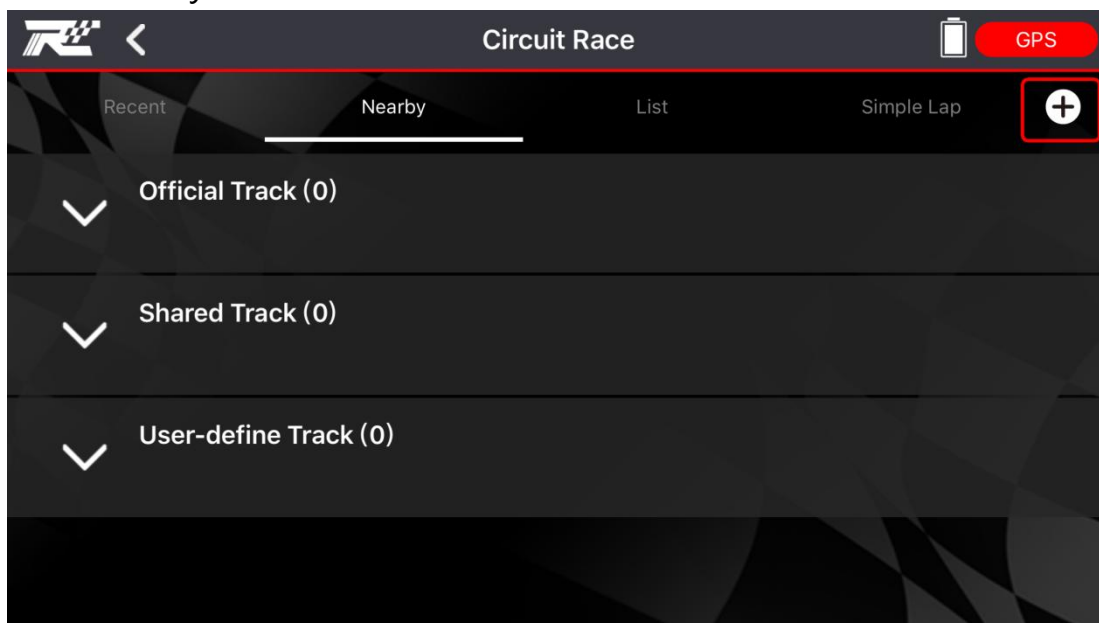 Circuit Race
GPS
Recent Nearby List Simple Lap
Official Track (0)
Shared Track (0)
User-define Track (0)